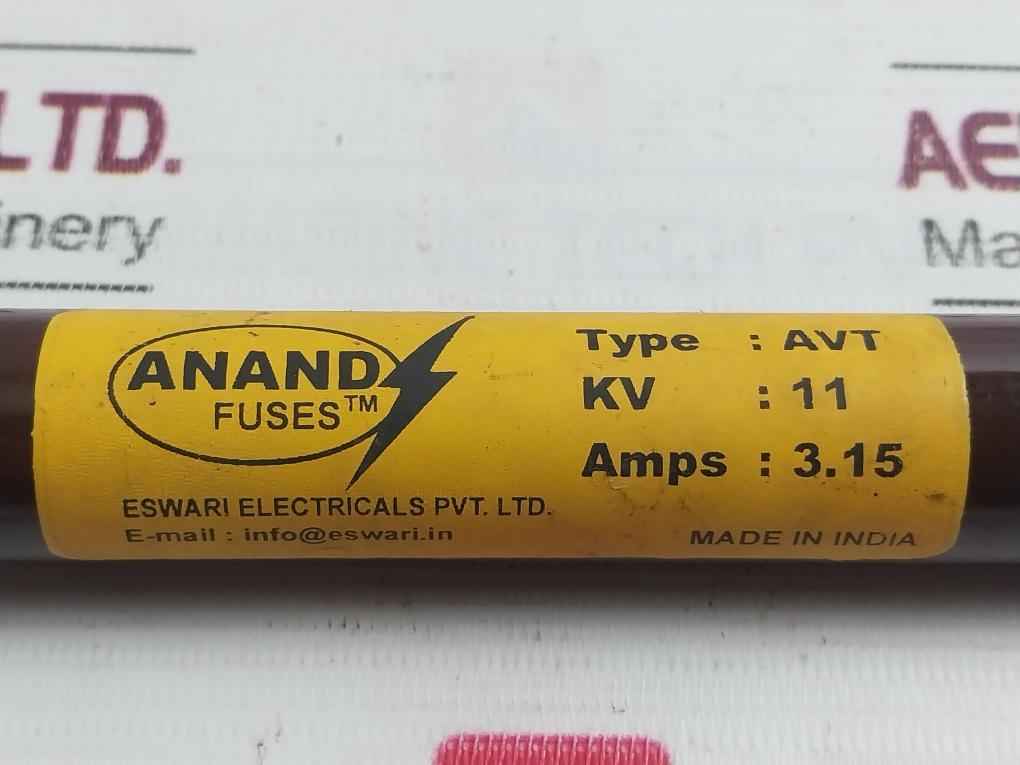 LTD.
inery
AE
Ma
ANAND
FUSES™
Type : AVT
KV : 11
Amps : 3.15
ESWARI ELECTRICALS PVT. LTD.
E-mail : info@eswari.in
MADE IN INDIA